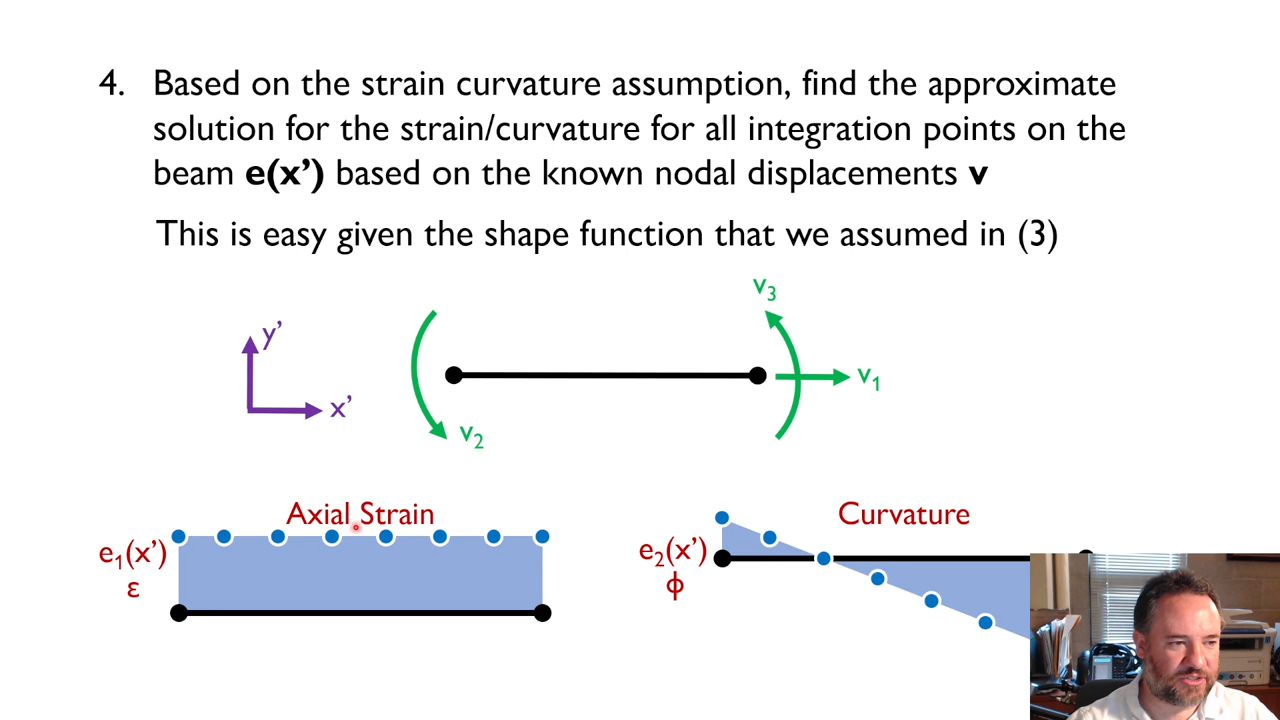 4. Based on the strain curvature assumption, find the approximate
solution for the strain/curvature for all integration points on the
beam e(x’) based on the known nodal displacements v
This is easy given the shape function that we assumed in (3)
v3
y’
v1
x’
v2
Axial Strain
Curvature
e1(x’)
ε
e2(x’)
ϕ